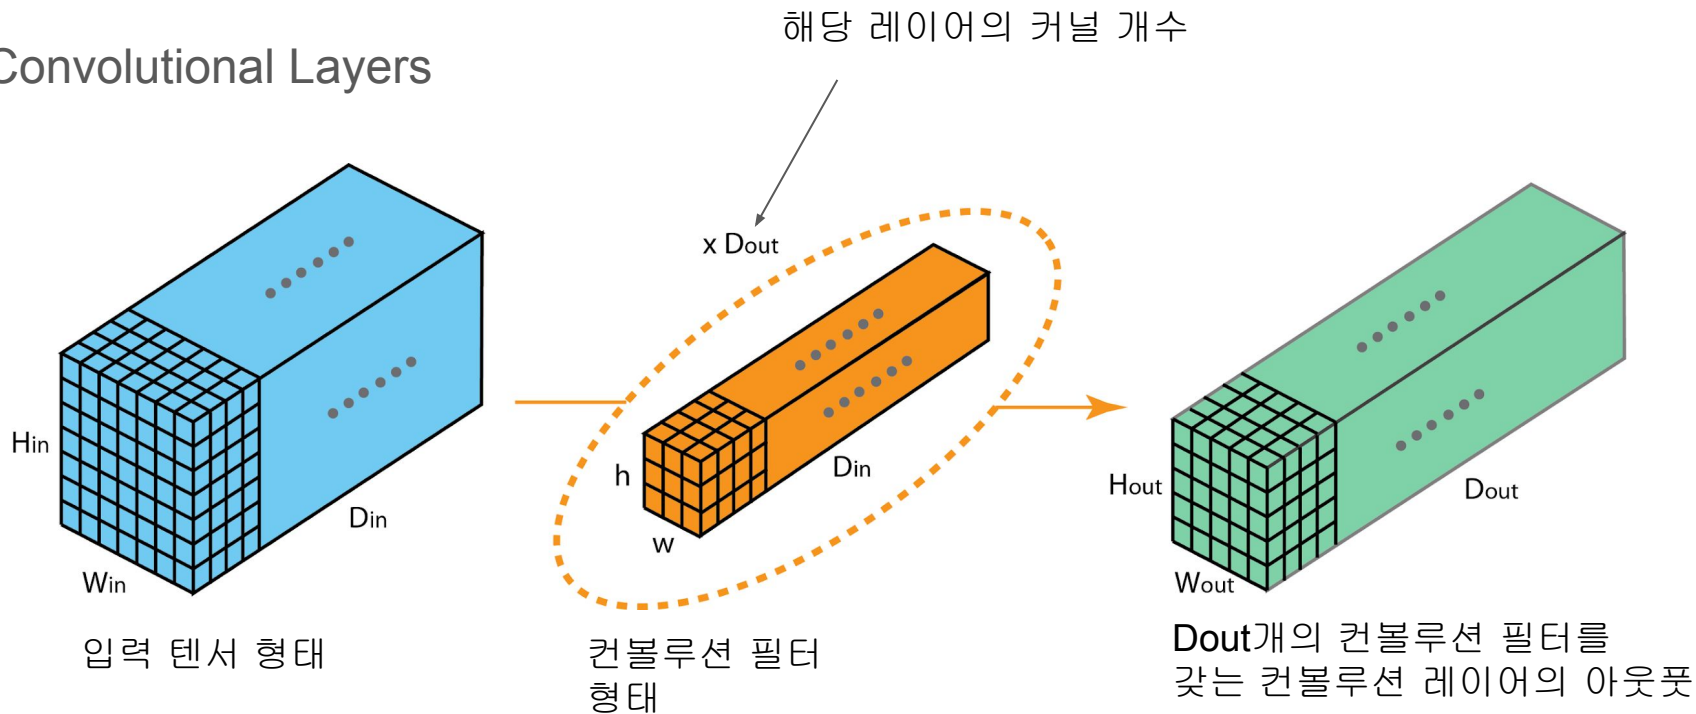 해당 레이어의 커널 개수
Convolutional Layers
x Dout
Hin
Win
Din
h
w
Din
Hout
Wout
Dout
입력 텐서 형태
컨볼루션 필터
형태
Dout개의 컨볼루션 필터를
갖는 컨볼루션 레이어의 아웃풋